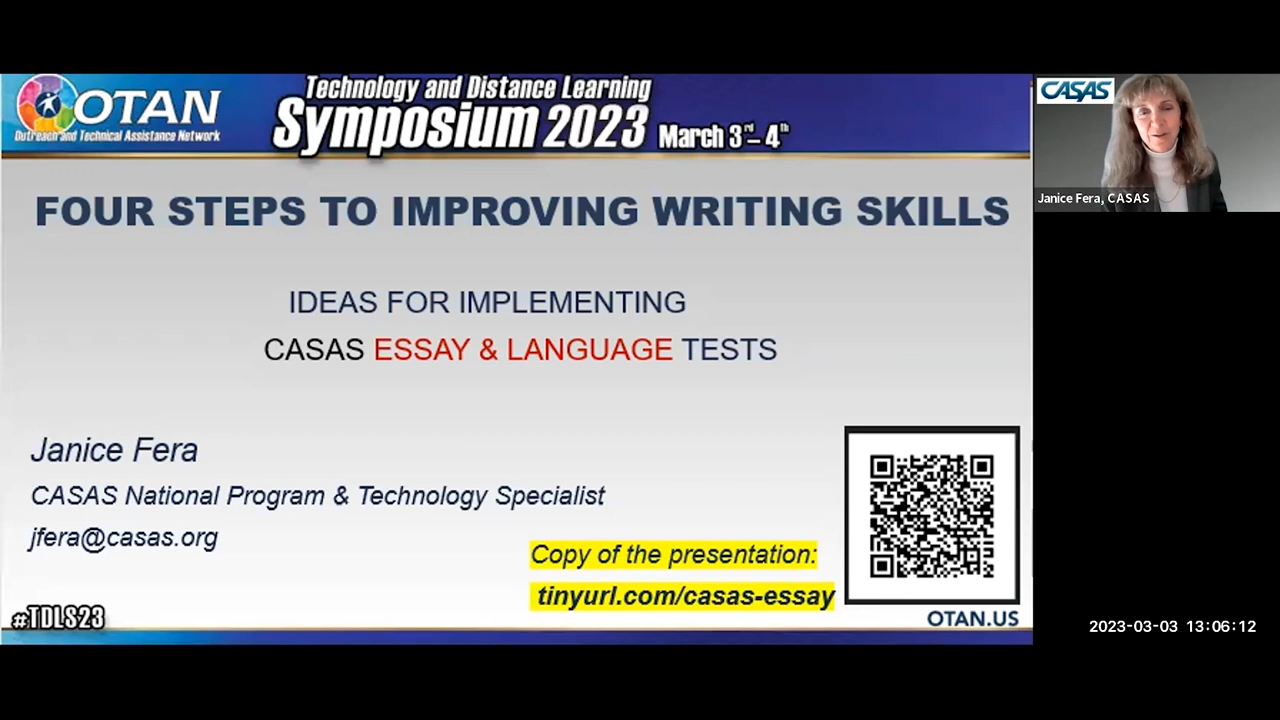 OTAN
Outreach and Technical Assistance Network
Technology and Distance Learning
Symposium 2023 March 3rd - 4th
FOUR STEPS TO IMPROVING WRITING SKILLS
IDEAS FOR IMPLEMENTING
CASAS ESSAY & LANGUAGE TESTS
Janice Fera
CASAS National Program & Technology Specialist
jfera@casas.org
Copy of the presentation:
tinyurl.com/casas-essay
#TDLS23
OTAN.US
CASAS
Janice Fera, CASAS
2023-03-03 13:06:12